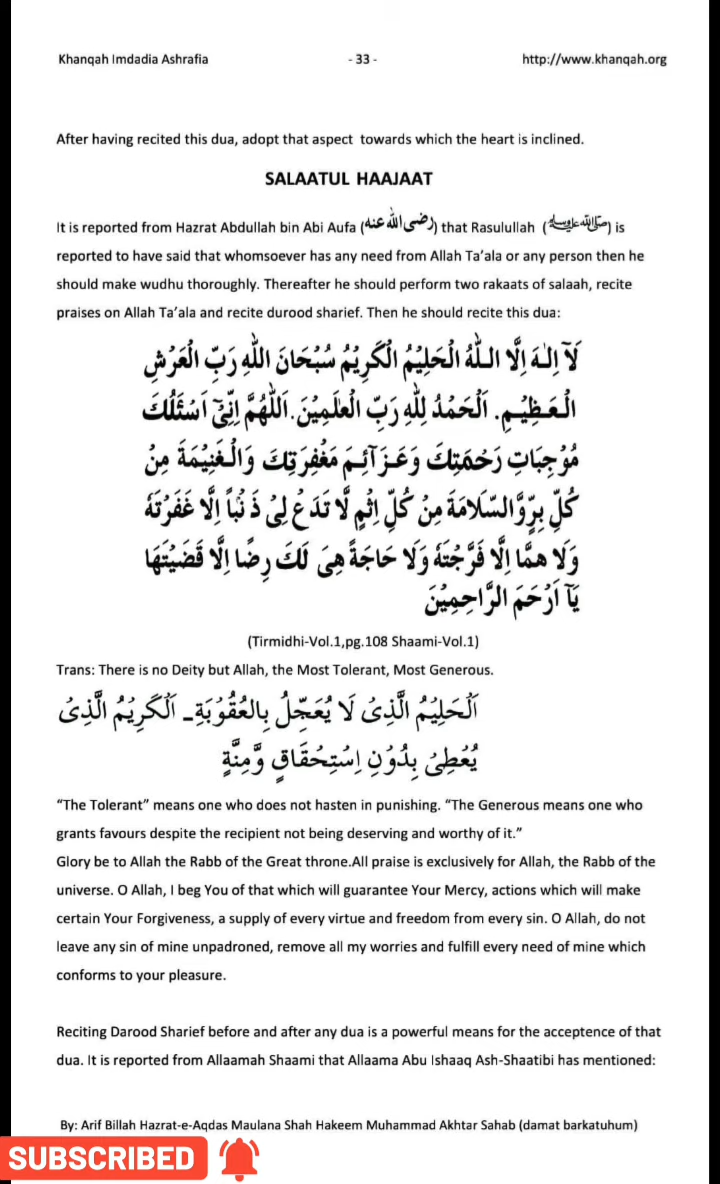 Khanqah Imdadia Ashrafia - 33 - http://www.khanqah.org
After having recited this dua, adopt that aspect towards which the heart is inclined.
SALAATUL HAAJAAT
It is reported from Hazrat Abdullah bin Abi Aufa (رضی اللہ عنہ) that Rasulullah (صلی اللہ علیہ وسلم) is
reported to have said that whomsoever has any need from Allah Ta’ala or any person then he
should make wudhu thoroughly. Thereafter he should perform two rakaats of salaah, recite
praises on Allah Ta’ala and recite durood sharief. Then he should recite this dua:
لَآ اِلٰهَ اِلَّا اللّٰهُ الْحَلِيْمُ الْكَرِيْمُ سُبْحَانَ اللّٰهِ رَبِّ الْعَرْشِ
الْعَظِيْمِ. اَلْحَمْدُ لِلّٰهِ رَبِّ الْعٰلَمِيْنَ. اَللّٰهُمَّ اِنِّيْٓ اَسْئَلُكَ
مُوْجِبَاتِ رَحْمَتِكَ وَعَزَآئِمَ مَغْفِرَتِكَ وَالْغَنِيْمَةَ مِنْ
كُلِّ بِرٍّ وَّالسَّلَامَةَ مِنْ كُلِّ اِثْمٍ لَّا تَدَعْ لِيْ ذَنْبًا اِلَّا غَفَرْتَهٗ
وَلَا هَمًّا اِلَّا فَرَّجْتَهٗ وَلَا حَاجَةً هِيَ لَكَ رِضًا اِلَّا قَضَيْتَهَا
يَآ اَرْحَمَ الرَّاحِمِيْنَ
(Tirmidhi-Vol.1,pg.108 Shaami-Vol.1)
Trans: There is no Deity but Allah, the Most Tolerant, Most Generous.
اَلْحَلِيْمُ الَّذِيْ لَا يُعَجِّلُ بِالْعُقُوْبَةِ۔ اَلْكَرِيْمُ الَّذِيْ
يُعْطِيْ بِدُوْنِ اِسْتِحْقَاقٍ وَّمِنَّةٍ
“The Tolerant” means one who does not hasten in punishing. “The Generous means one who
grants favours despite the recipient not being deserving and worthy of it.”
Glory be to Allah the Rabb of the Great throne.All praise is exclusively for Allah, the Rabb of the
universe. O Allah, I beg You of that which will guarantee Your Mercy, actions which will make
certain Your Forgiveness, a supply of every virtue and freedom from every sin. O Allah, do not
leave any sin of mine unpadroned, remove all my worries and fulfill every need of mine which
conforms to your pleasure.
Reciting Darood Sharief before and after any dua is a powerful means for the acceptance of that
dua. It is reported from Allaamah Shaami that Allaama Abu Ishaaq Ash-Shaatibi has mentioned:
By: Arif Billah Hazrat-e-Aqdas Maulana Shah Hakeem Muhammad Akhtar Sahab (damat barkatuhum)
SUBSCRIBED